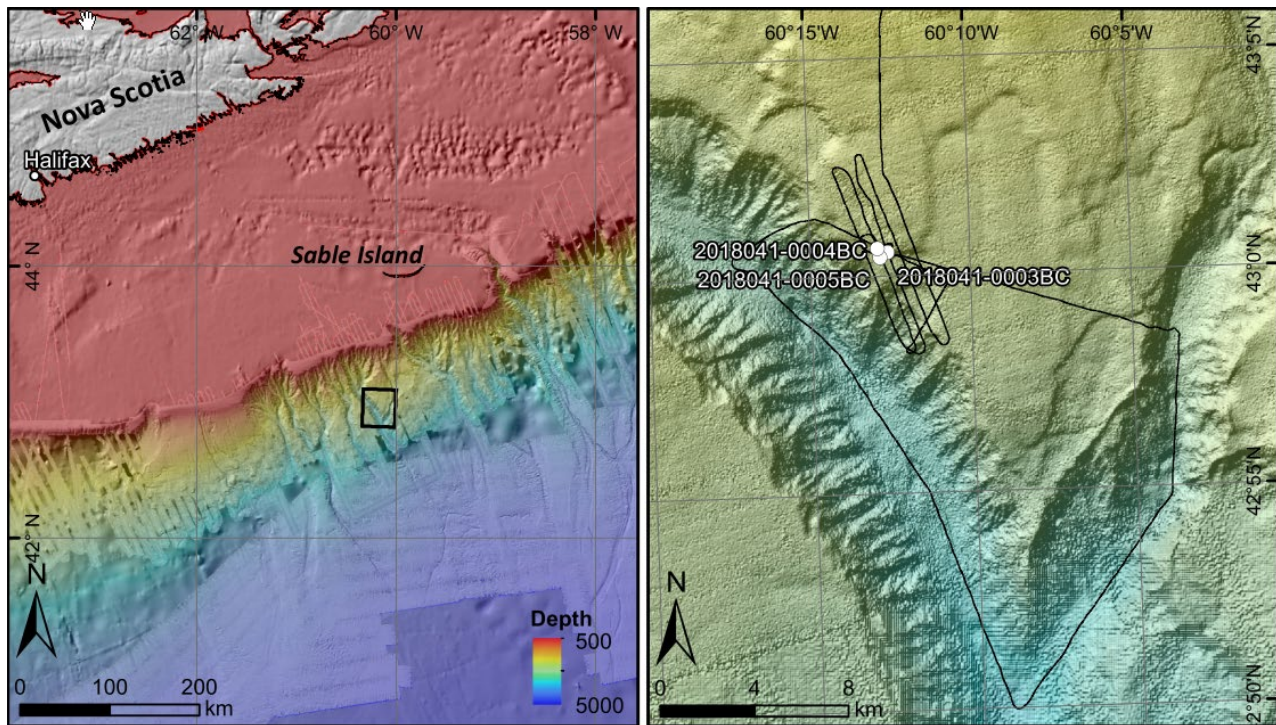 62° W
60° W
58° W
Nova Scotia
Halifax
Sable Island
44° N
42° N
N
Depth
500
5000
0 100 200
km
60°15'W
60°10'W
60°5'W
43°5'N
2018041-0004BC
2018041-0005BC
2018041-0003BC
43°0'N
42°55'N
42°50'N
N
0 4 8
km